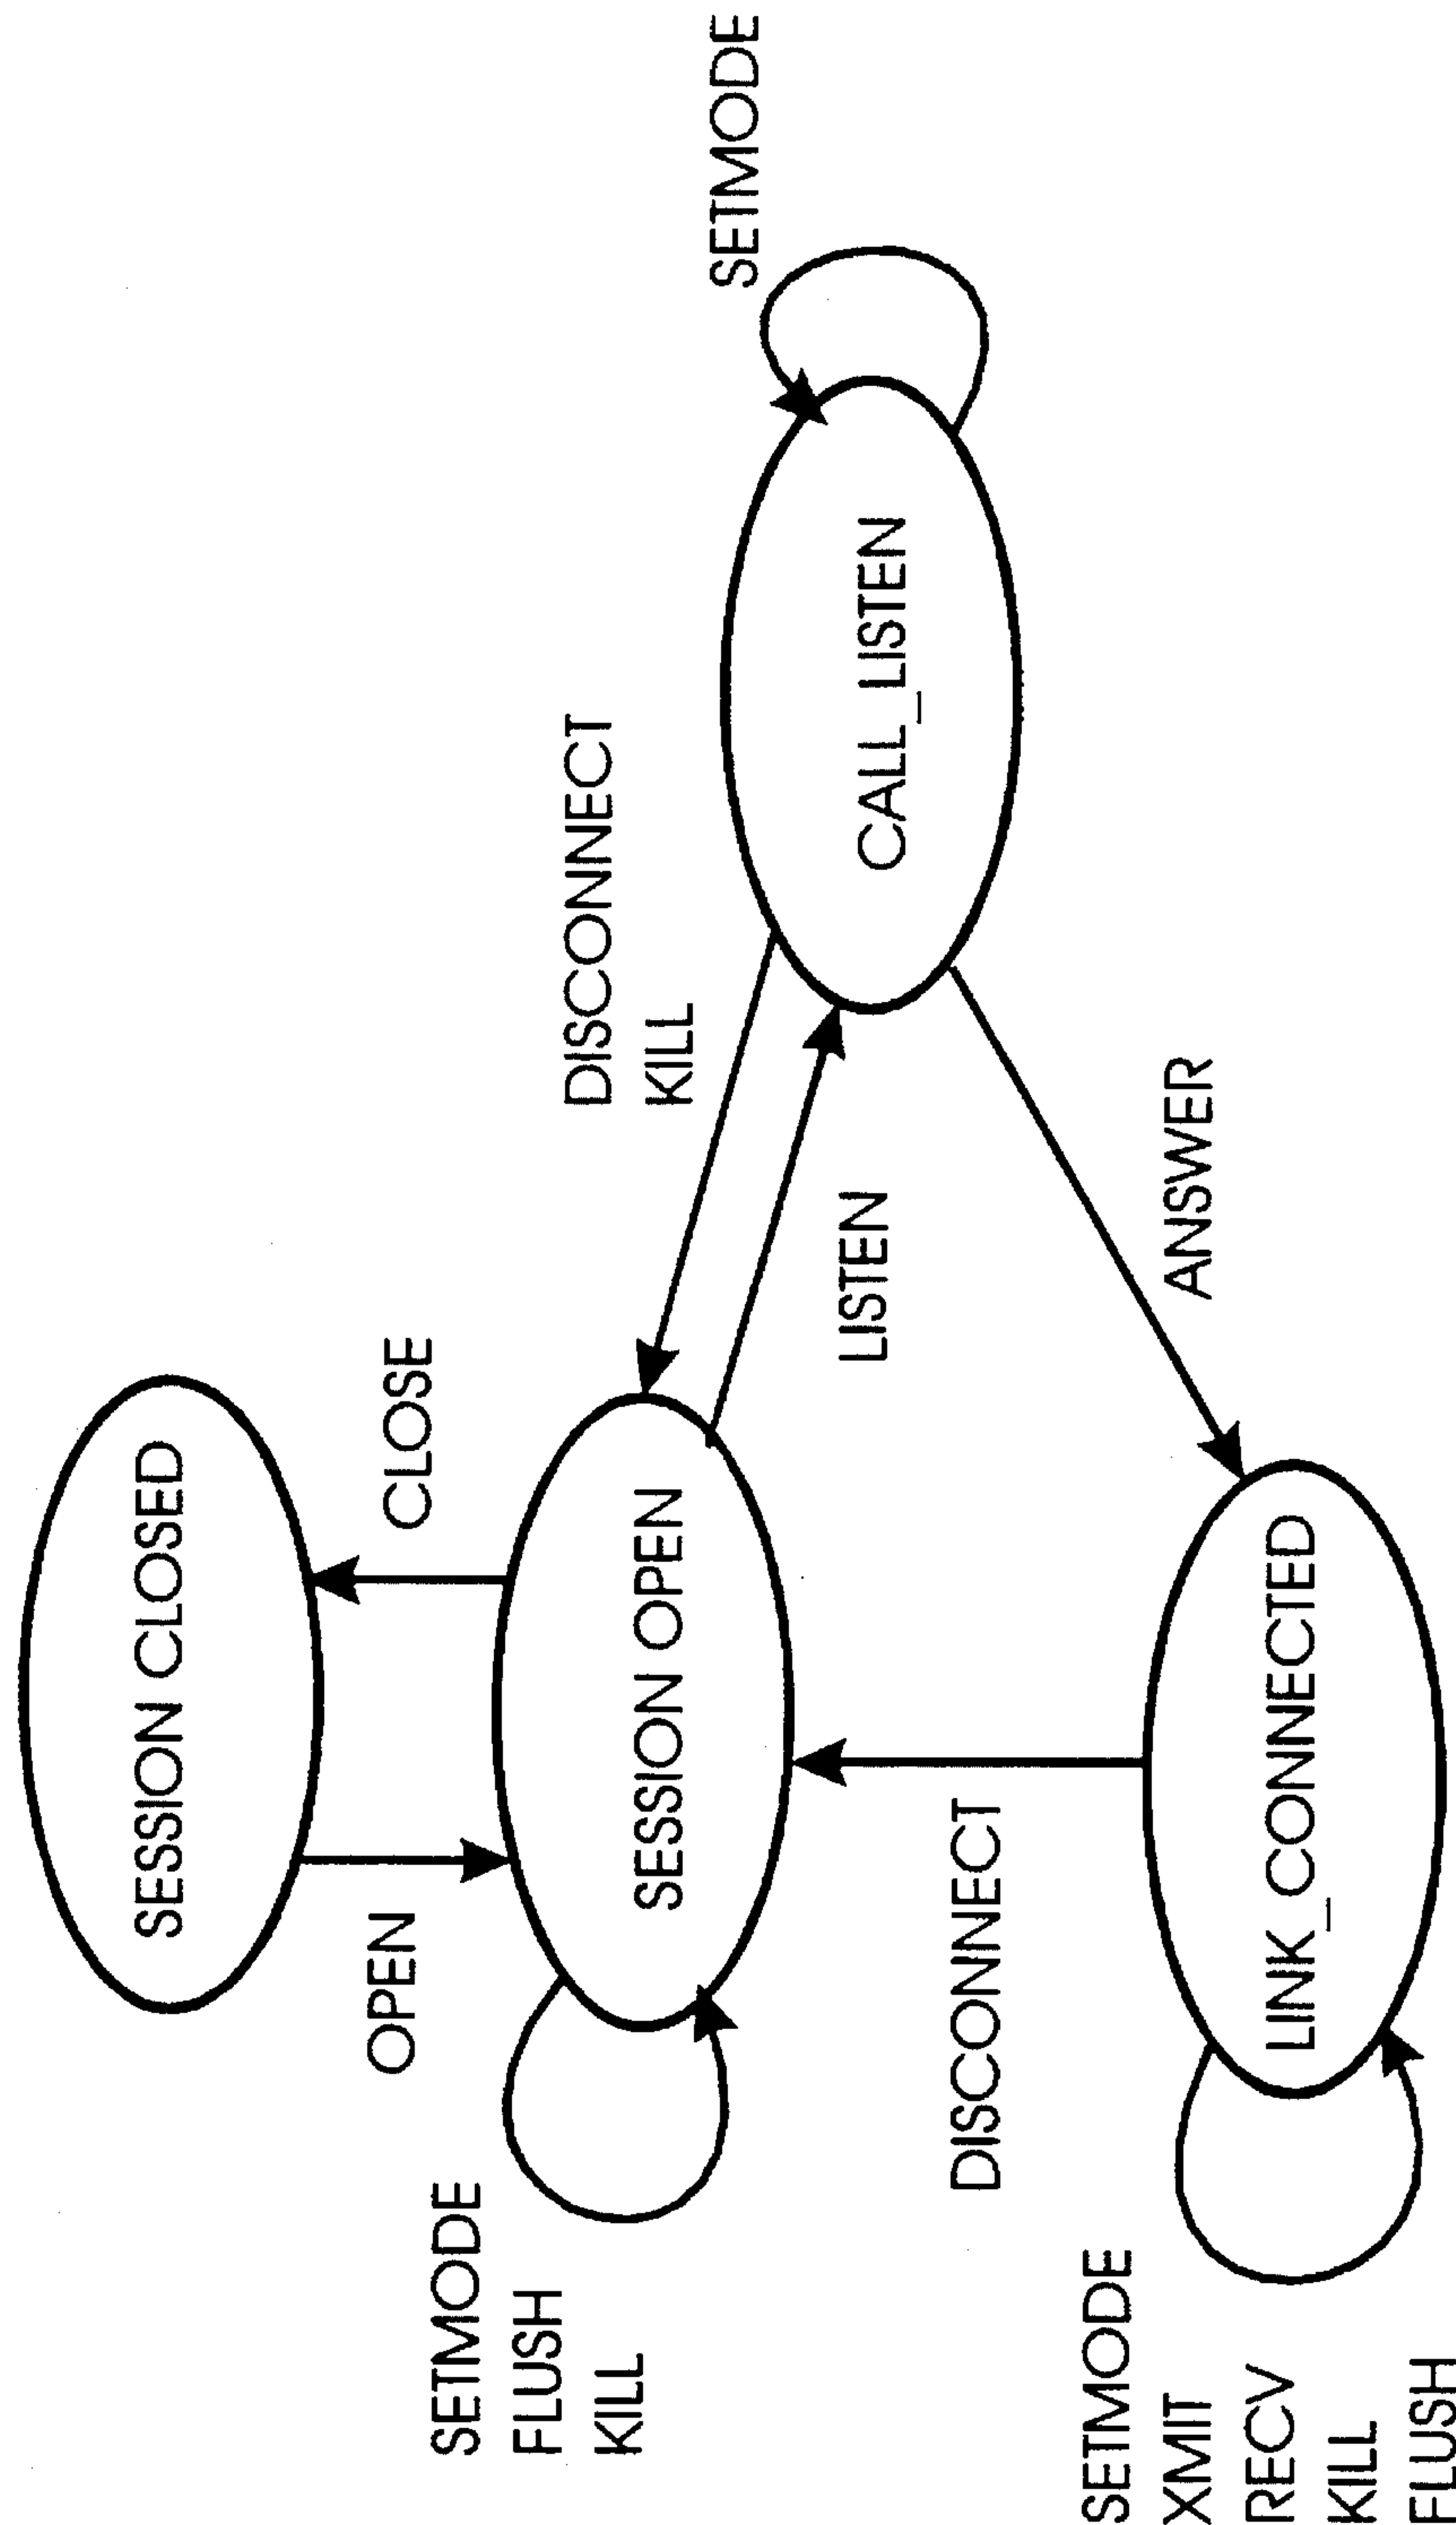 SESSION CLOSED
OPEN
CLOSE
SETMODE
FLUSH
KILL
SESSION OPEN
DISCONNECT
KILL
LISTEN
SETMODE
CALL_LISTEN
DISCONNECT
ANSWER
SETMODE
XMIT
RECV
KILL
FLUSH
LINK_CONNECTED